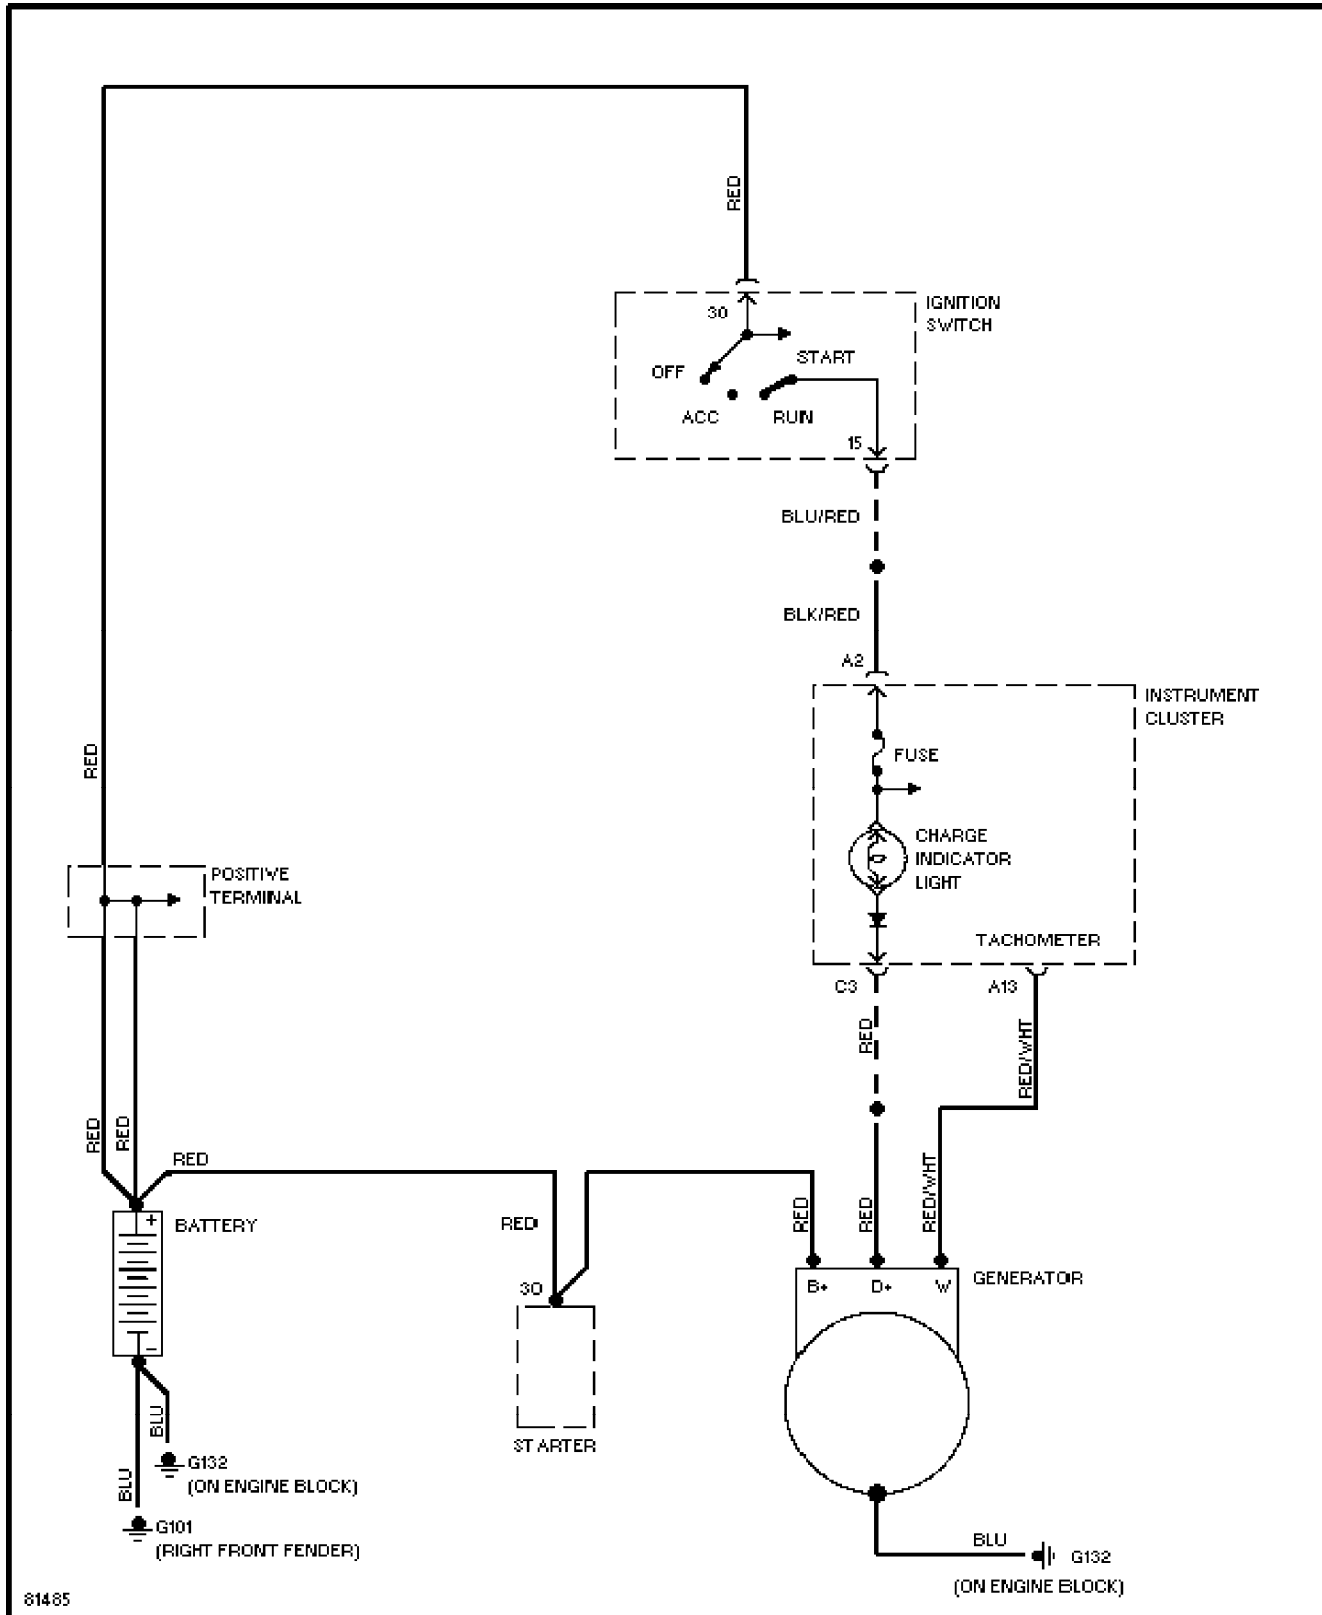 RED
IGNITION
SWITCH
30
START
OFF
ACC
RUN
15
BLU/RED
BLK/RED
A2
INSTRUMENT
CLUSTER
FUSE
RED
CHARGE
INDICATOR
LIGHT
POSITIVE
TERMINAL
TACHOMETER
C3
A13
RED
RED/WHT
RED
RED
RED
RED
RED
RED
RED/WHT
BATTERY
+
-
RED
30
GENERATOR
B+
D+
W
STARTER
BLU
BLU
G132
(ON ENGINE BLOCK)
G101
(RIGHT FRONT FENDER)
BLU
G132
(ON ENGINE BLOCK)
81485